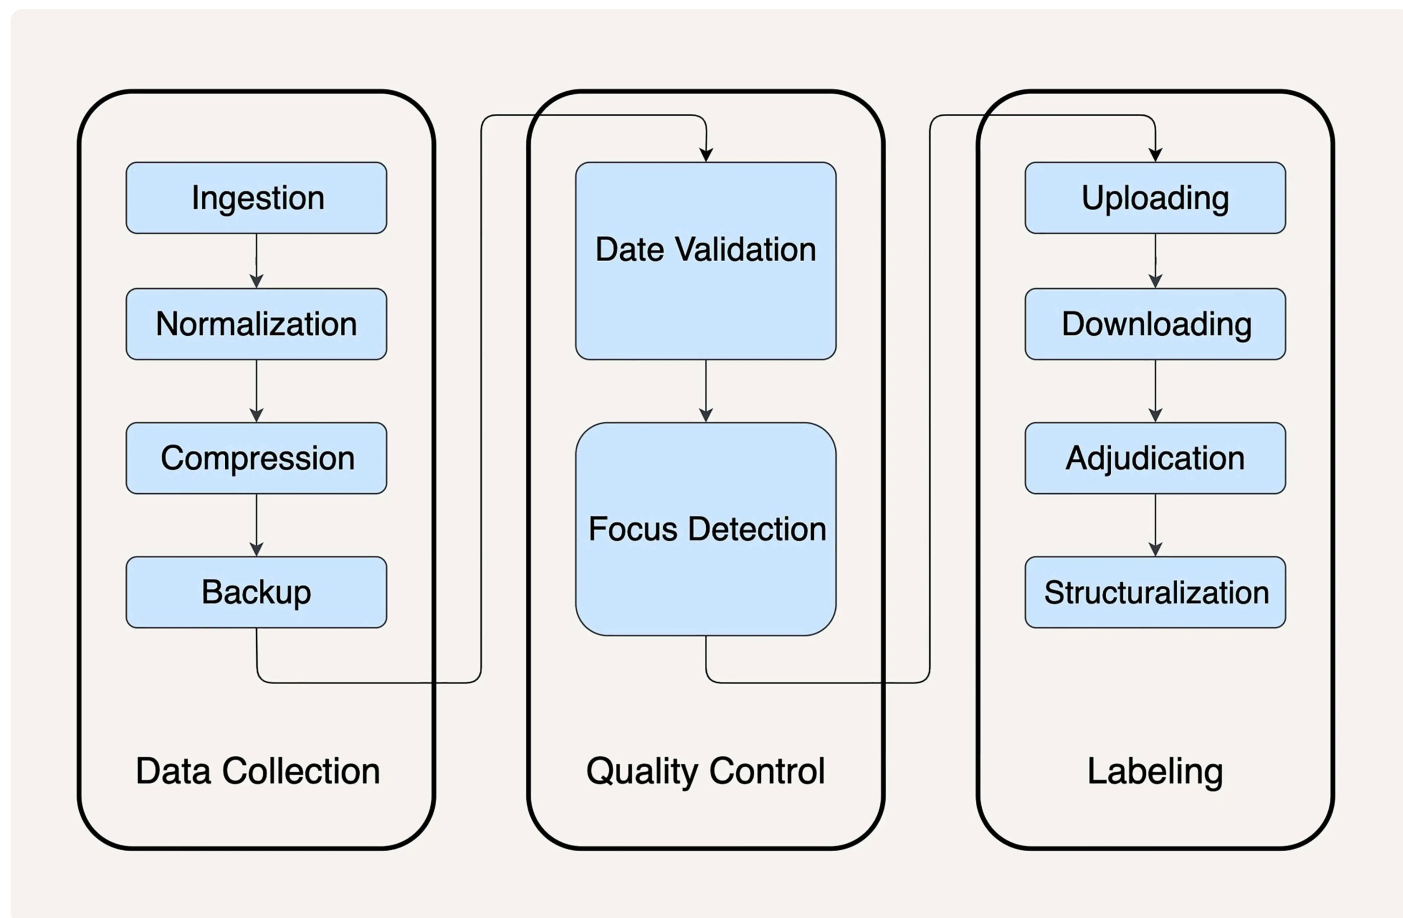 Ingestion
Normalization
Compression
Backup
Data Collection
Date Validation
Focus Detection
Quality Control
Uploading
Downloading
Adjudication
Structuralization
Labeling